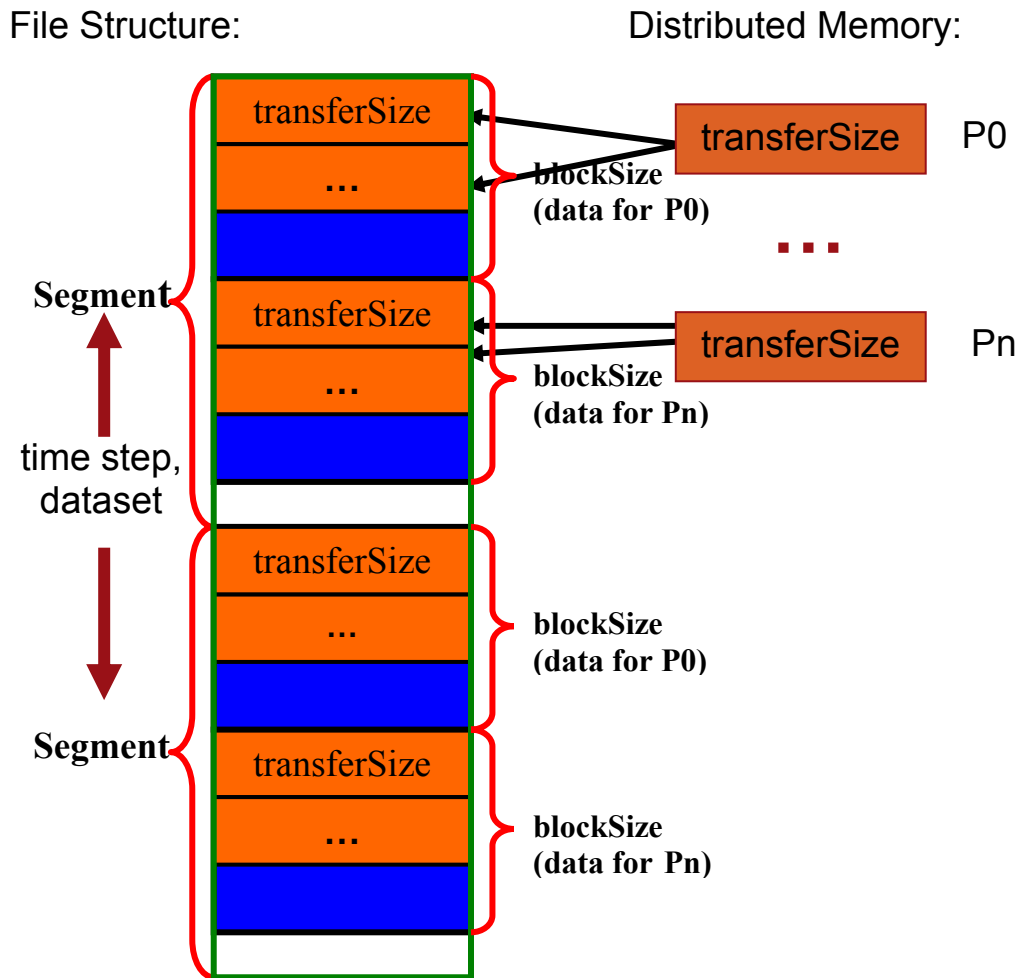 File Structure:
Distributed Memory:
transferSize
...
blockSize
(data for P0)
transferSize
P0
...
Segment
transferSize
...
blockSize
(data for Pn)
transferSize
Pn
time step,
dataset
transferSize
...
blockSize
(data for P0)
Segment
transferSize
...
blockSize
(data for Pn)